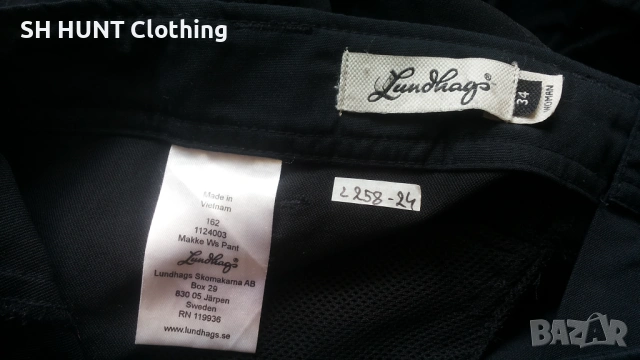 SH HUNT Clothing
Lundhags®
34
WOMAN
Made in
Vietnam
162
1124003
Makke Ws Pant
Lundhags®
Lundhags Skomakarna AB
Box 29
830 05 Järpen
Sweden
RN 119936
www.lundhags.se
L 258-24
BAZAR